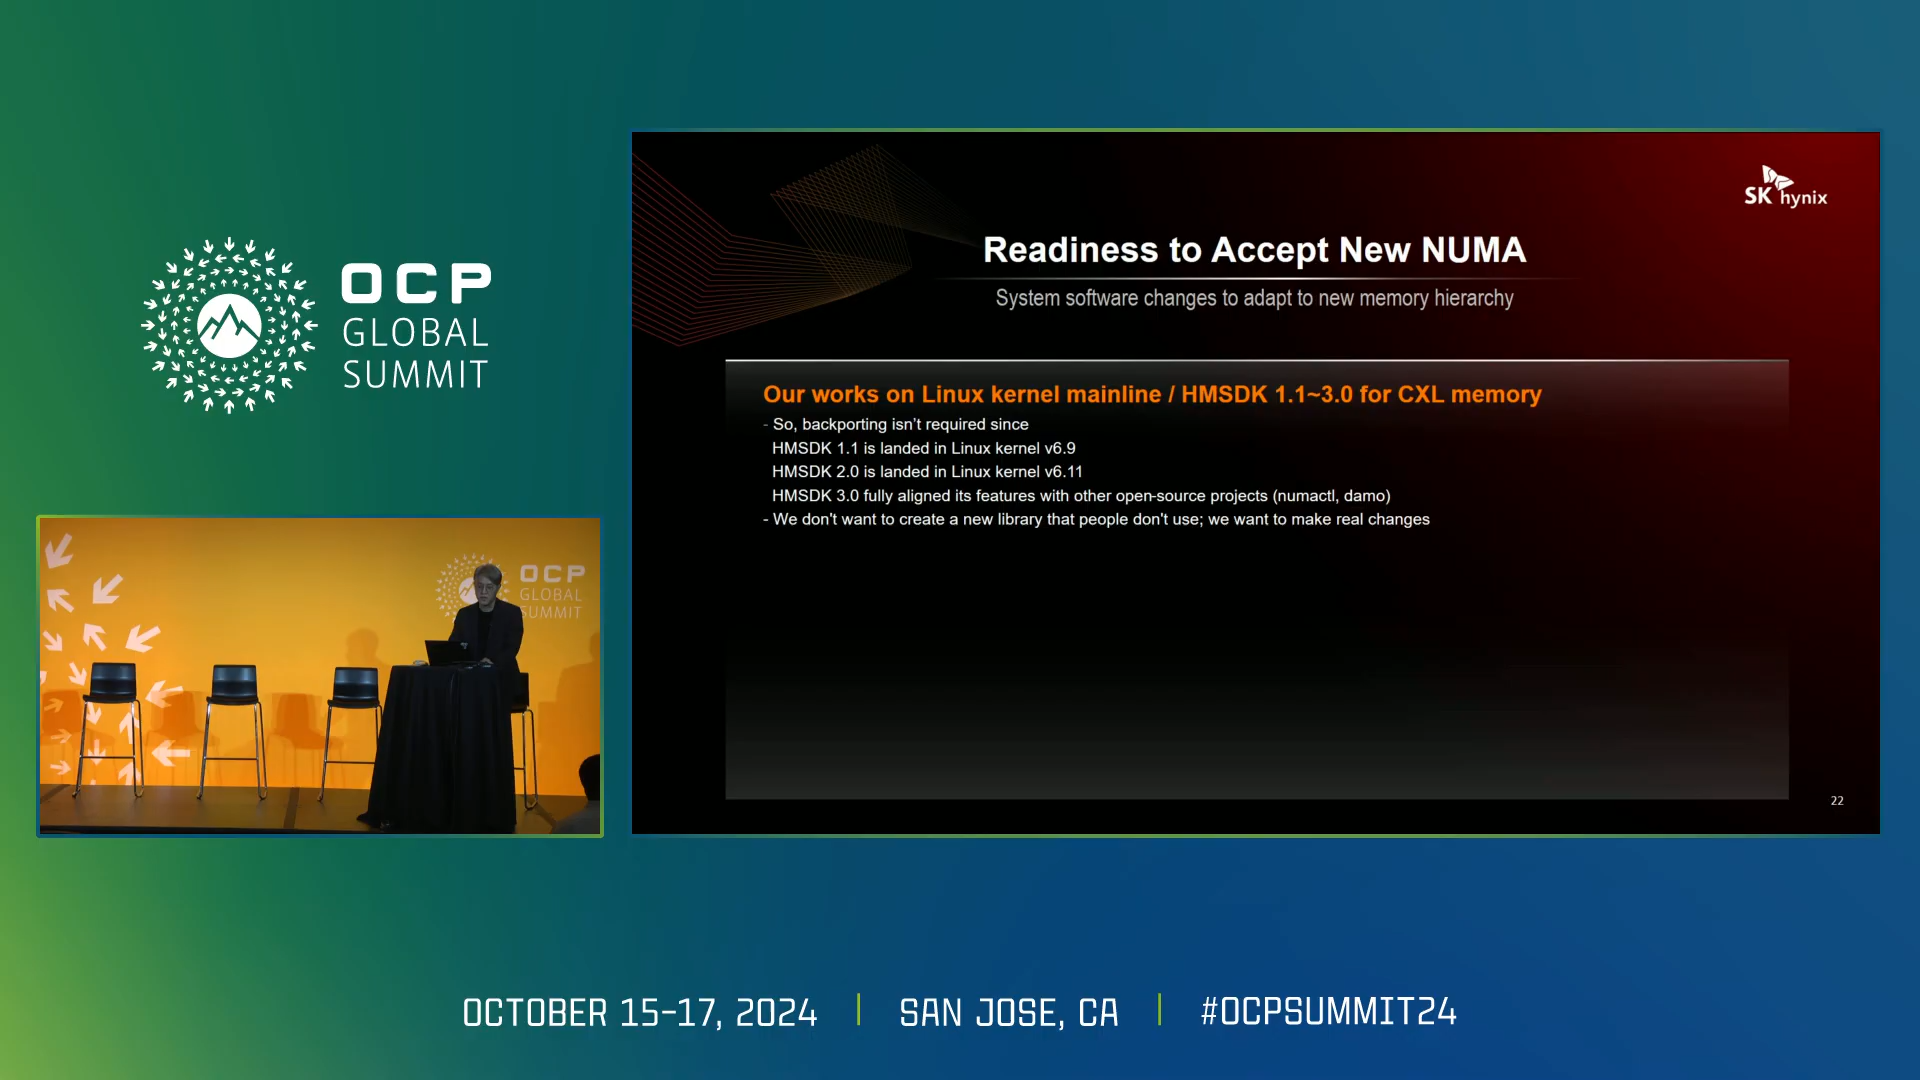 OCP
GLOBAL
SUMMIT
SK hynix
Readiness to Accept New NUMA
System software changes to adapt to new memory hierarchy
Our works on Linux kernel mainline / HMSDK 1.1~3.0 for CXL memory
- So, backporting isn't required since
HMSDK 1.1 is landed in Linux kernel v6.9
HMSDK 2.0 is landed in Linux kernel v6.11
HMSDK 3.0 fully aligned its features with other open-source projects (numactl, damo)
- We don't want to create a new library that people don't use; we want to make real changes
22
OCP
GLOBAL
SUMMIT
OCTOBER 15-17, 2024 | SAN JOSE, CA | #OCPSUMMIT24